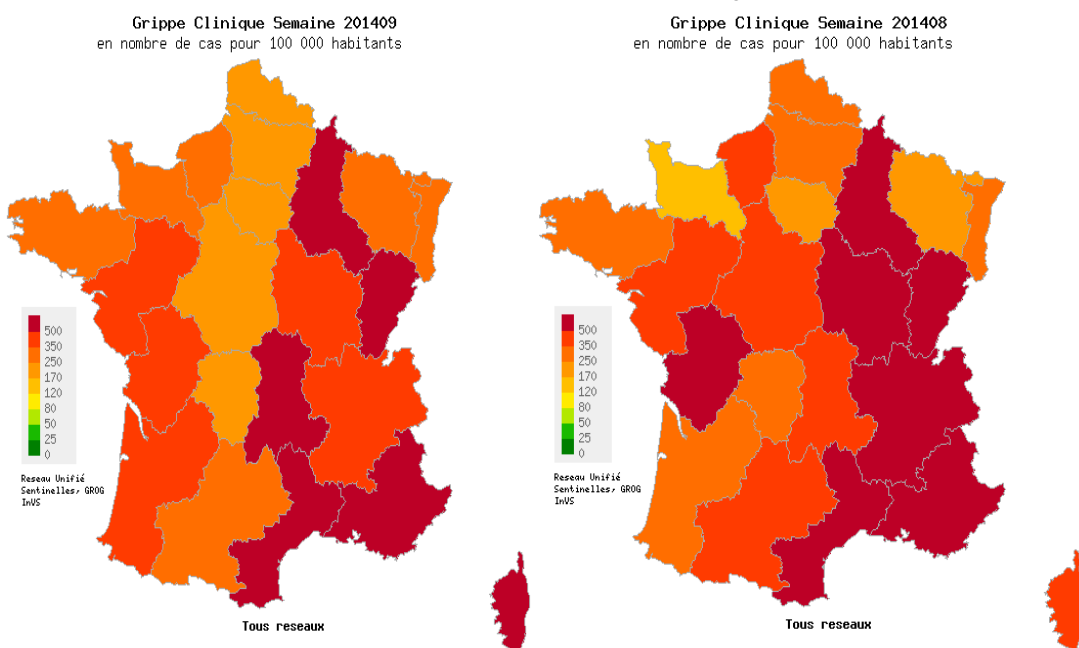 Grippe Clinique Semaine 201409
en nombre de cas pour 100 000 habitants
500
350
250
170
120
80
50
25
0
Reseau Unifié
Sentinelles, GROG
InVS
Tous reseaux
Grippe Clinique Semaine 201408
en nombre de cas pour 100 000 habitants
500
350
250
170
120
80
50
25
0
Reseau Unifié
Sentinelles, GROG
InVS
Tous reseaux